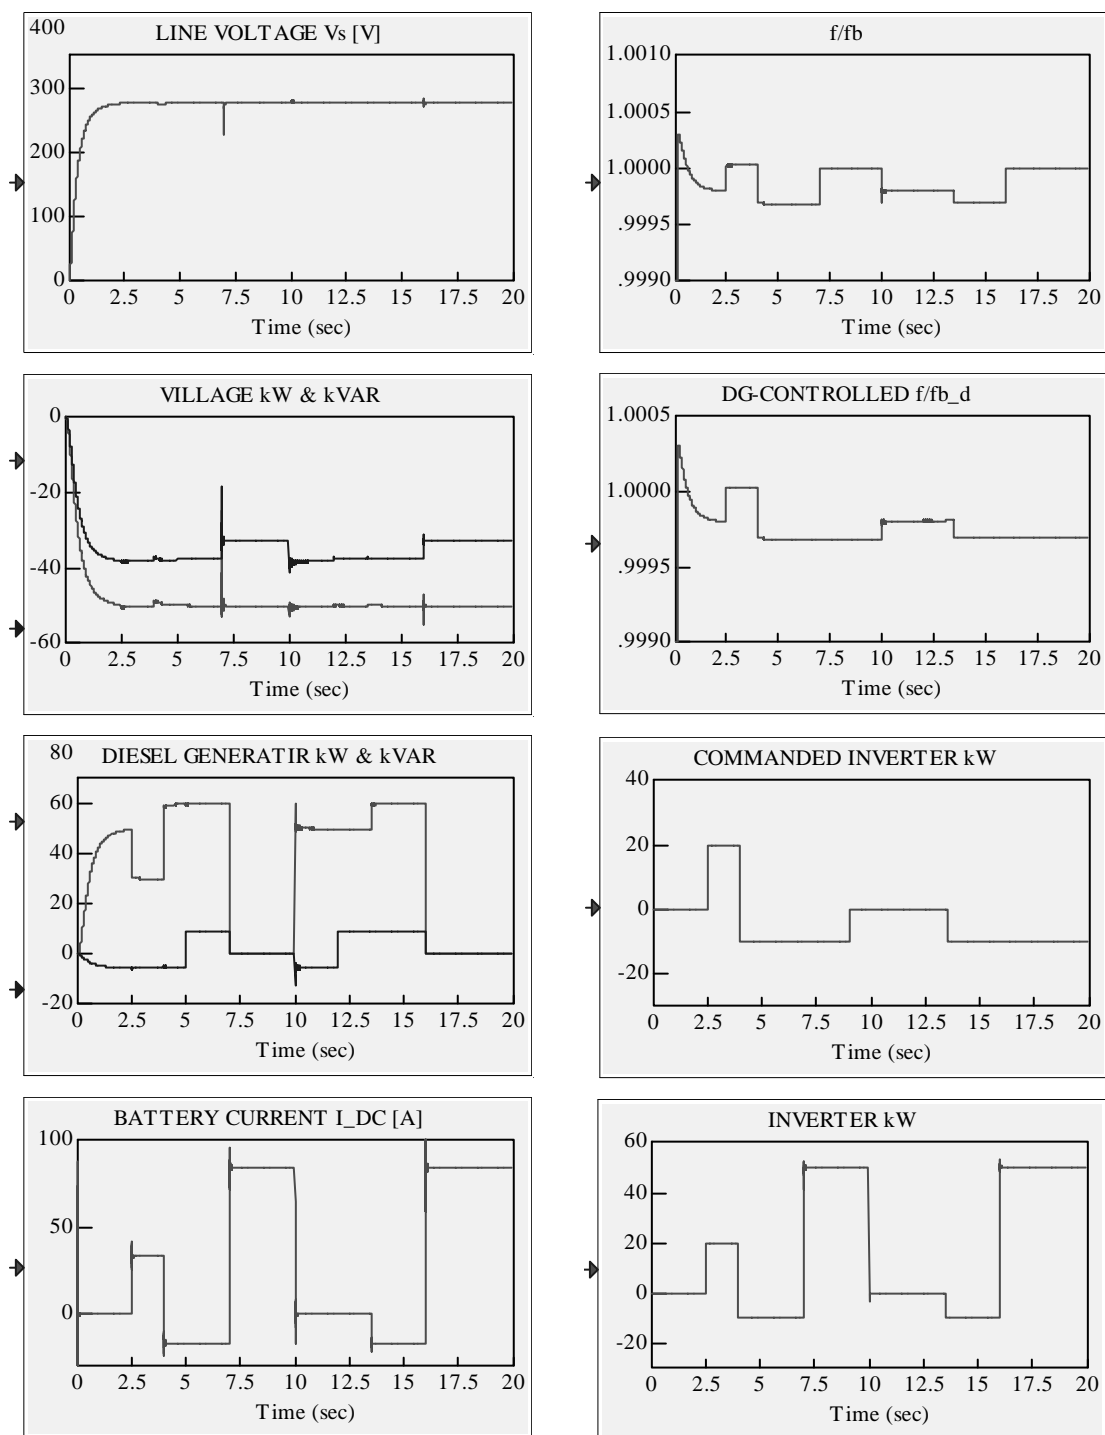 LINE VOLTAGE Vs [V]
400
300
200
100
0
0 2.5 5 7.5 10 12.5 15 17.5 20
Time (sec)
f/fb
1.0010
1.0005
1.0000
.9995
.9990
0 2.5 5 7.5 10 12.5 15 17.5 20
Time (sec)
VILLAGE kW & kVAR
0
-20
-40
-60
0 2.5 5 7.5 10 12.5 15 17.5 20
Time (sec)
DG-CONTROLLED f/fb_d
1.0005
1.0000
.9995
.9990
0 2.5 5 7.5 10 12.5 15 17.5 20
Time (sec)
DIESEL GENERATIR kW & kVAR
80
60
40
20
0
-20
0 2.5 5 7.5 10 12.5 15 17.5 20
Time (sec)
COMMANDED INVERTER kW
40
20
0
-20
0 2.5 5 7.5 10 12.5 15 17.5 20
Time (sec)
BATTERY CURRENT I_DC [A]
100
50
0
0 2.5 5 7.5 10 12.5 15 17.5 20
Time (sec)
INVERTER kW
60
40
20
0
-20
0 2.5 5 7.5 10 12.5 15 17.5 20
Time (sec)